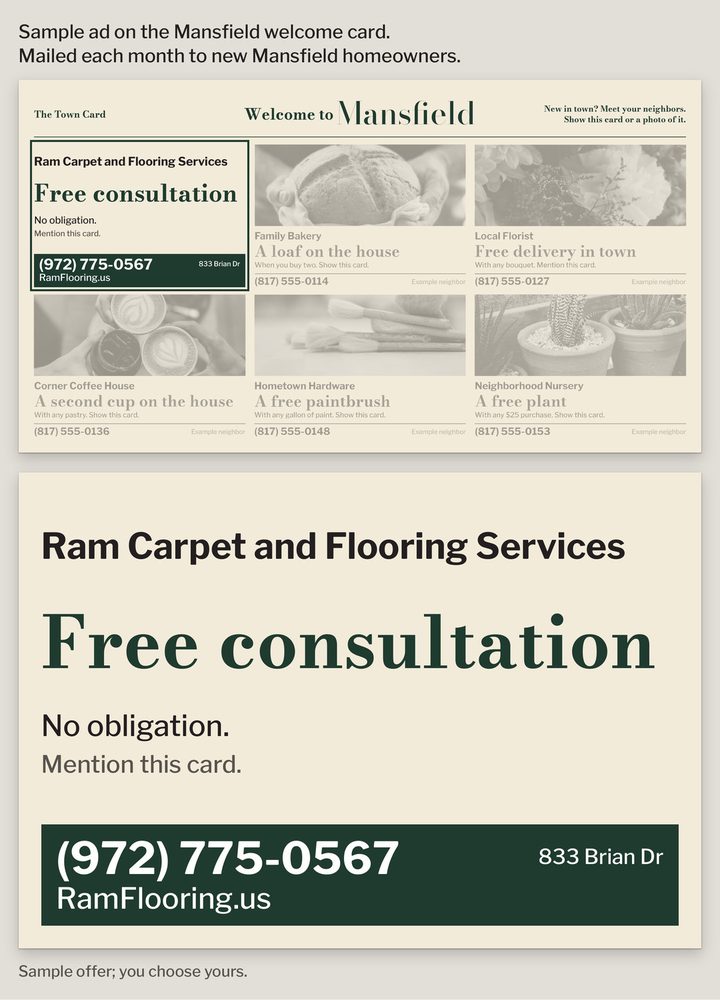 Sample ad on the Mansfield welcome card.
Mailed each month to new Mansfield homeowners.
The Town Card
Welcome to Mansfield
New in town? Meet your neighbors.
Show this card or a photo of it.
Ram Carpet and Flooring Services
Free consultation
No obligation.
Mention this card.
(972) 775-0567
833 Brian Dr
RamFlooring.us
Family Bakery
A loaf on the house
When you buy two. Show this card.
(817) 555-0114
Example neighbor
Local Florist
Free delivery in town
With any bouquet. Mention this card.
(817) 555-0127
Example neighbor
Corner Coffee House
A second cup on the house
With any pastry. Show this card.
(817) 555-0136
Example neighbor
Hometown Hardware
A free paintbrush
With any gallon of paint. Show this card.
(817) 555-0148
Example neighbor
Neighborhood Nursery
A free plant
With any $25 purchase. Show this card.
(817) 555-0153
Example neighbor
Ram Carpet and Flooring Services
Free consultation
No obligation.
Mention this card.
(972) 775-0567
833 Brian Dr
RamFlooring.us
Sample offer; you choose yours.